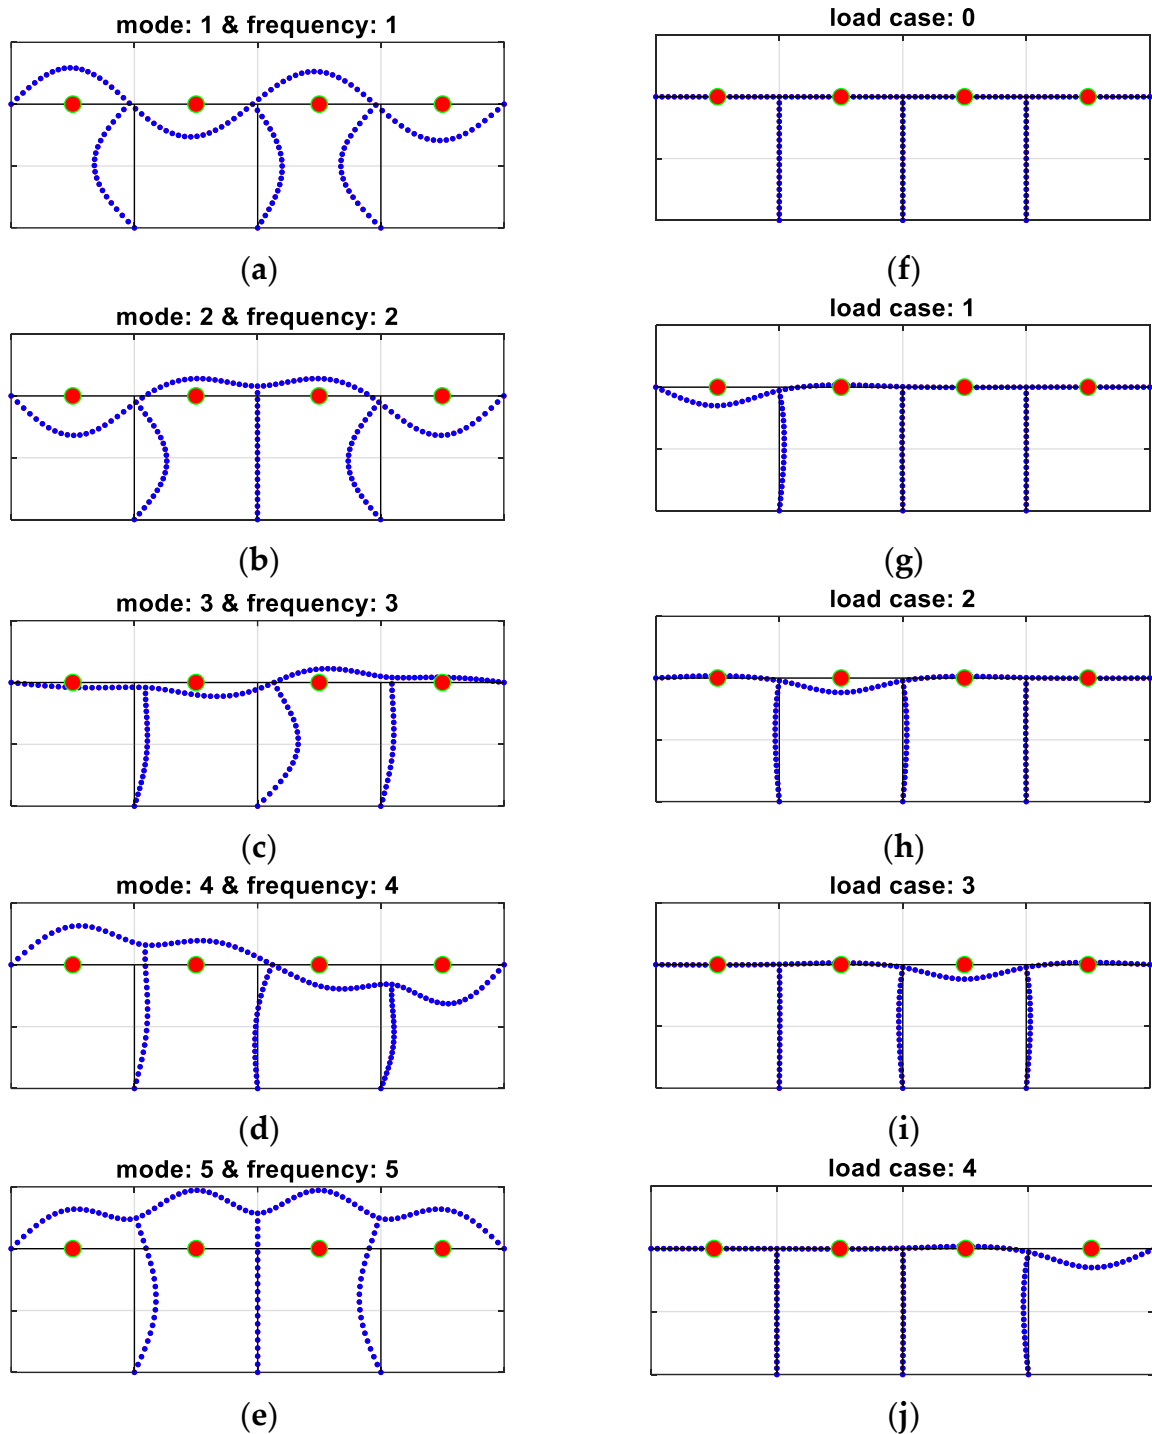 mode: 1 & frequency: 1
load case: 0
(a)
(f)
mode: 2 & frequency: 2
load case: 1
(b)
(g)
mode: 3 & frequency: 3
load case: 2
(c)
(h)
mode: 4 & frequency: 4
load case: 3
(d)
(i)
mode: 5 & frequency: 5
load case: 4
(e)
(j)